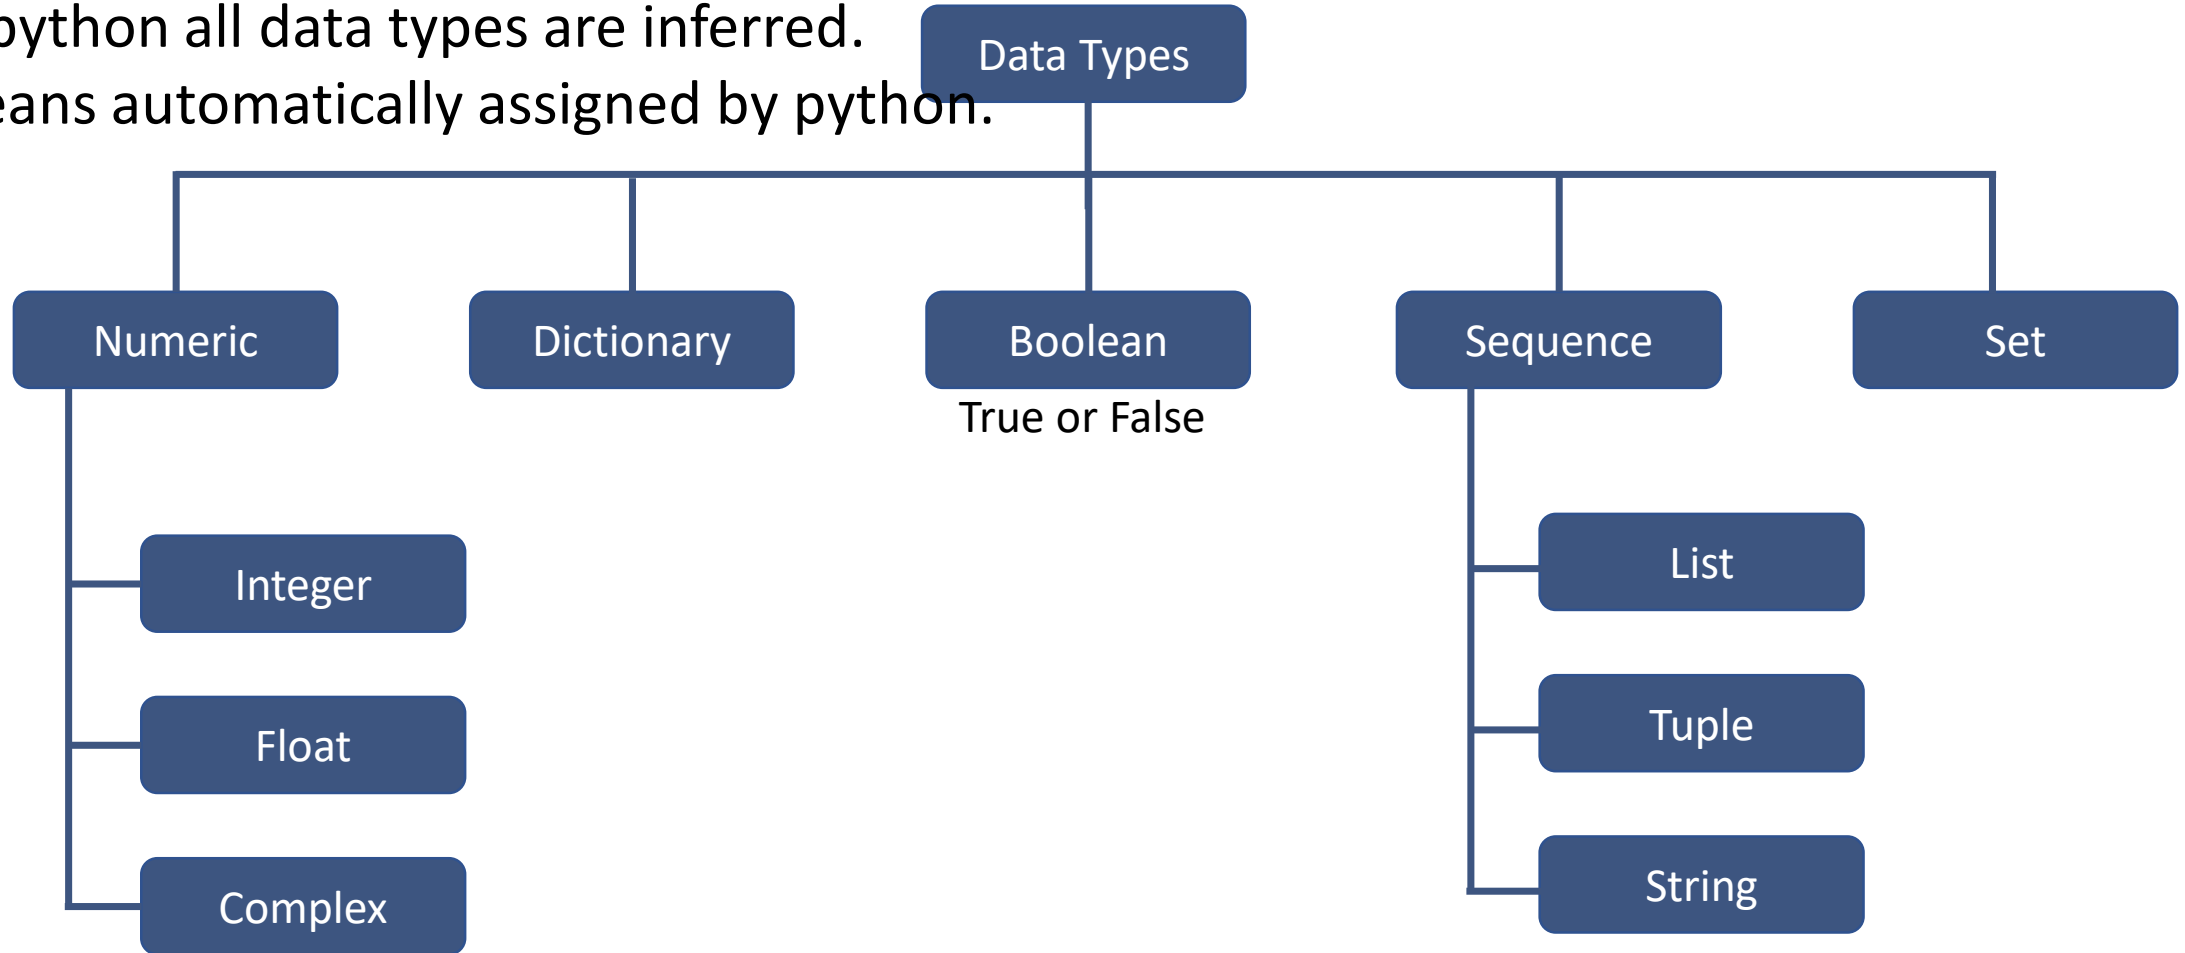 python all data types are inferred.
eans automatically assigned by python.
Data Types
Numeric
Dictionary
Boolean
Sequence
Set
True or False
Integer
Float
Complex
List
Tuple
String